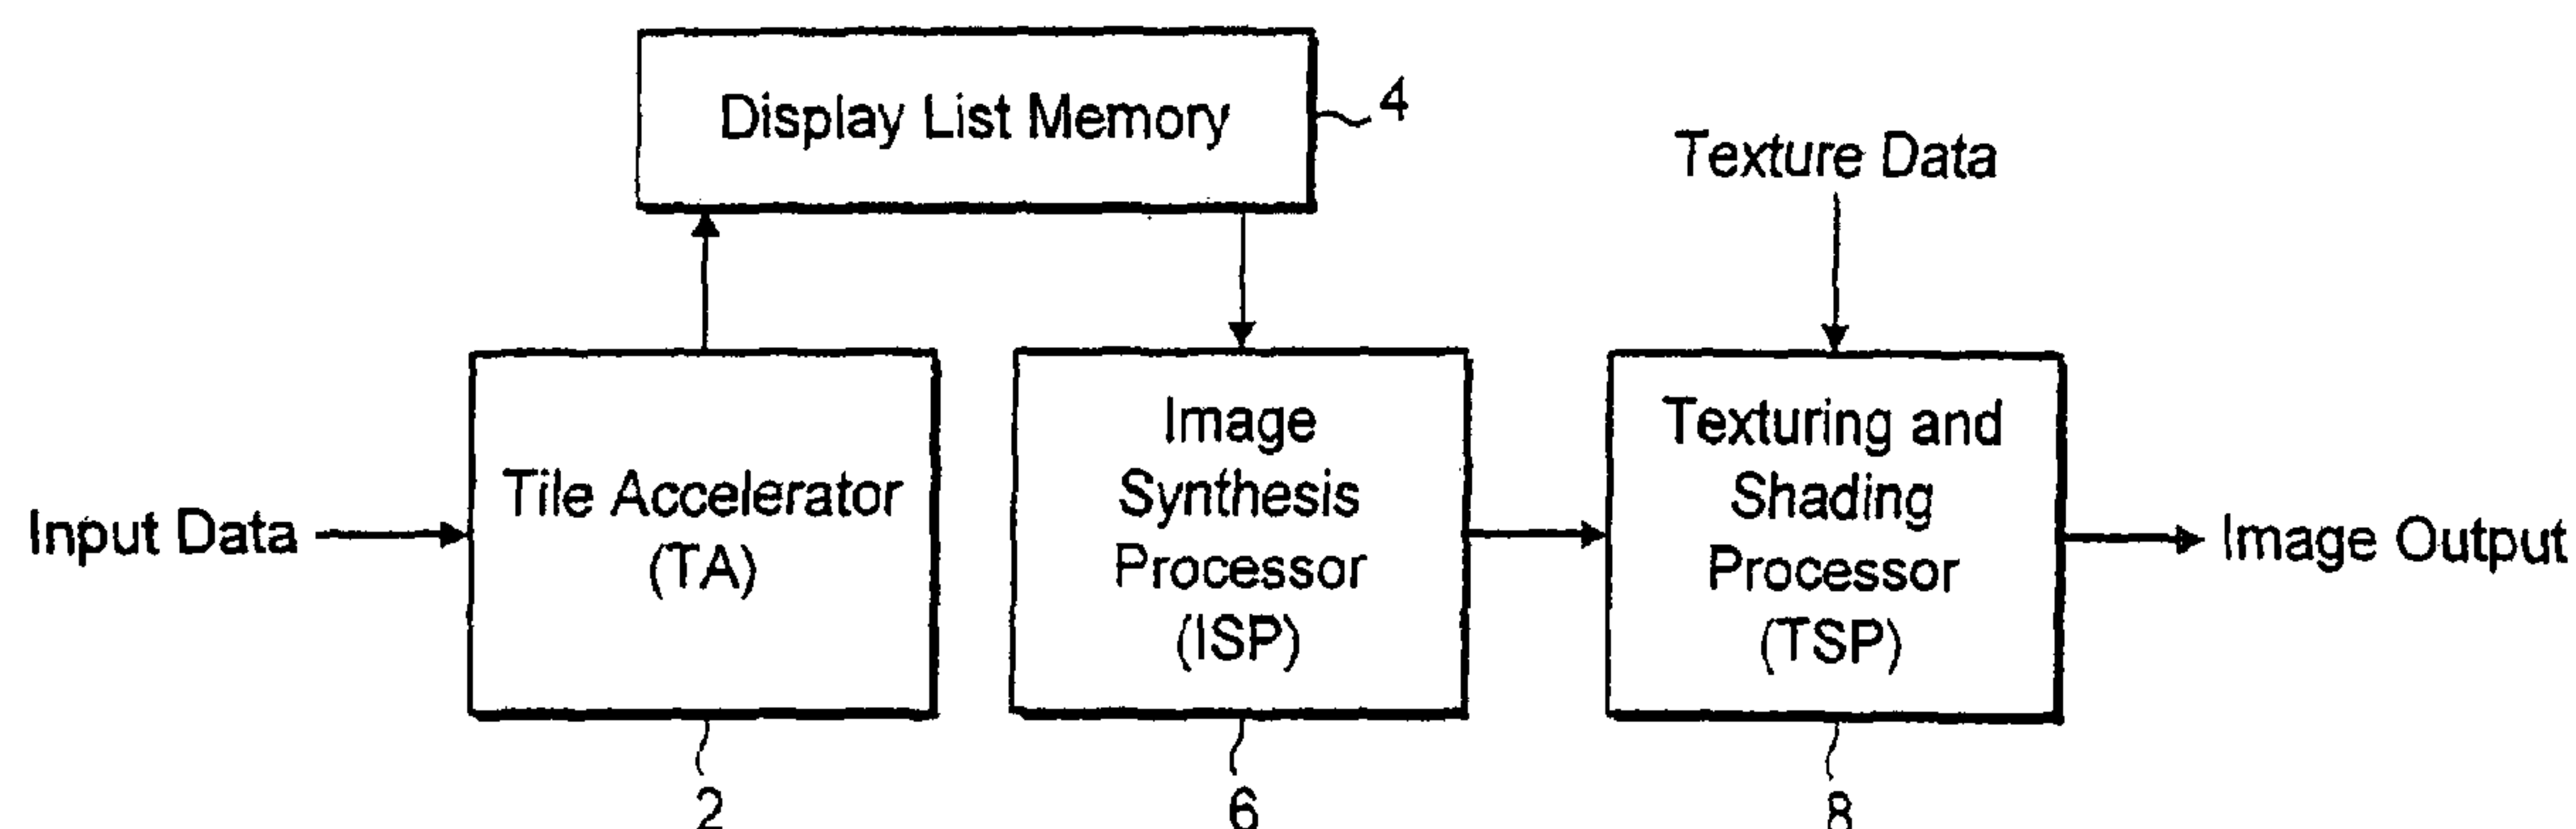 Display List Memory
4
Texture Data
Input Data
Tile Accelerator
(TA)
Image
Synthesis
Processor
(ISP)
Texturing and
Shading
Processor
(TSP)
Image Output
2
6
8